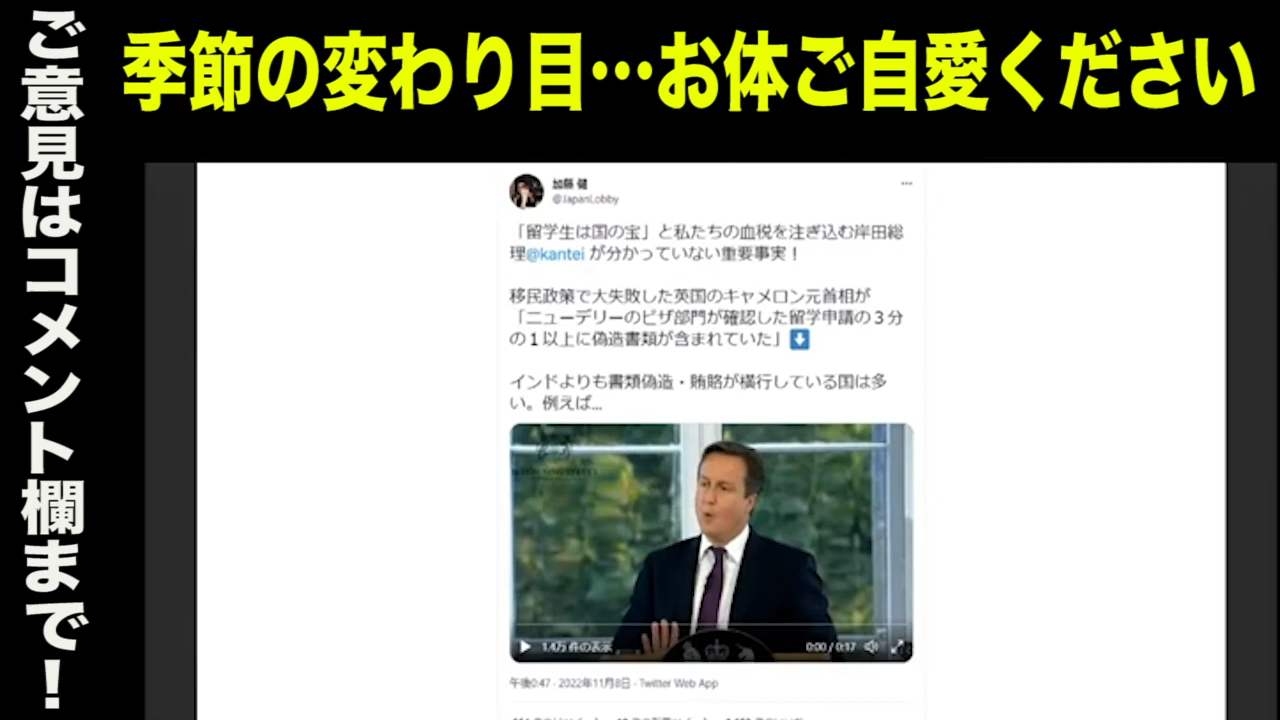 季節の変わり目…お体ご自愛ください
ご意見はコメント欄まで！
加藤 健
@JapanLobby
「留学生は国の宝」と私たちの血税を注ぎ込む岸田総
理@kantei が分かっていない重要事実！
移民政策で大失敗した英国のキャメロン元首相が
「ニューデリーのビザ部門が確認した留学申請の３分
の１以上に偽造書類が含まれていた」⬇
インドよりも書類偽造・賄賂が横行している国は多
い。例えば...
1.4万 件の表示
0:00 / 0:17
午後0:47 · 2022年11月8日 · Twitter Web App